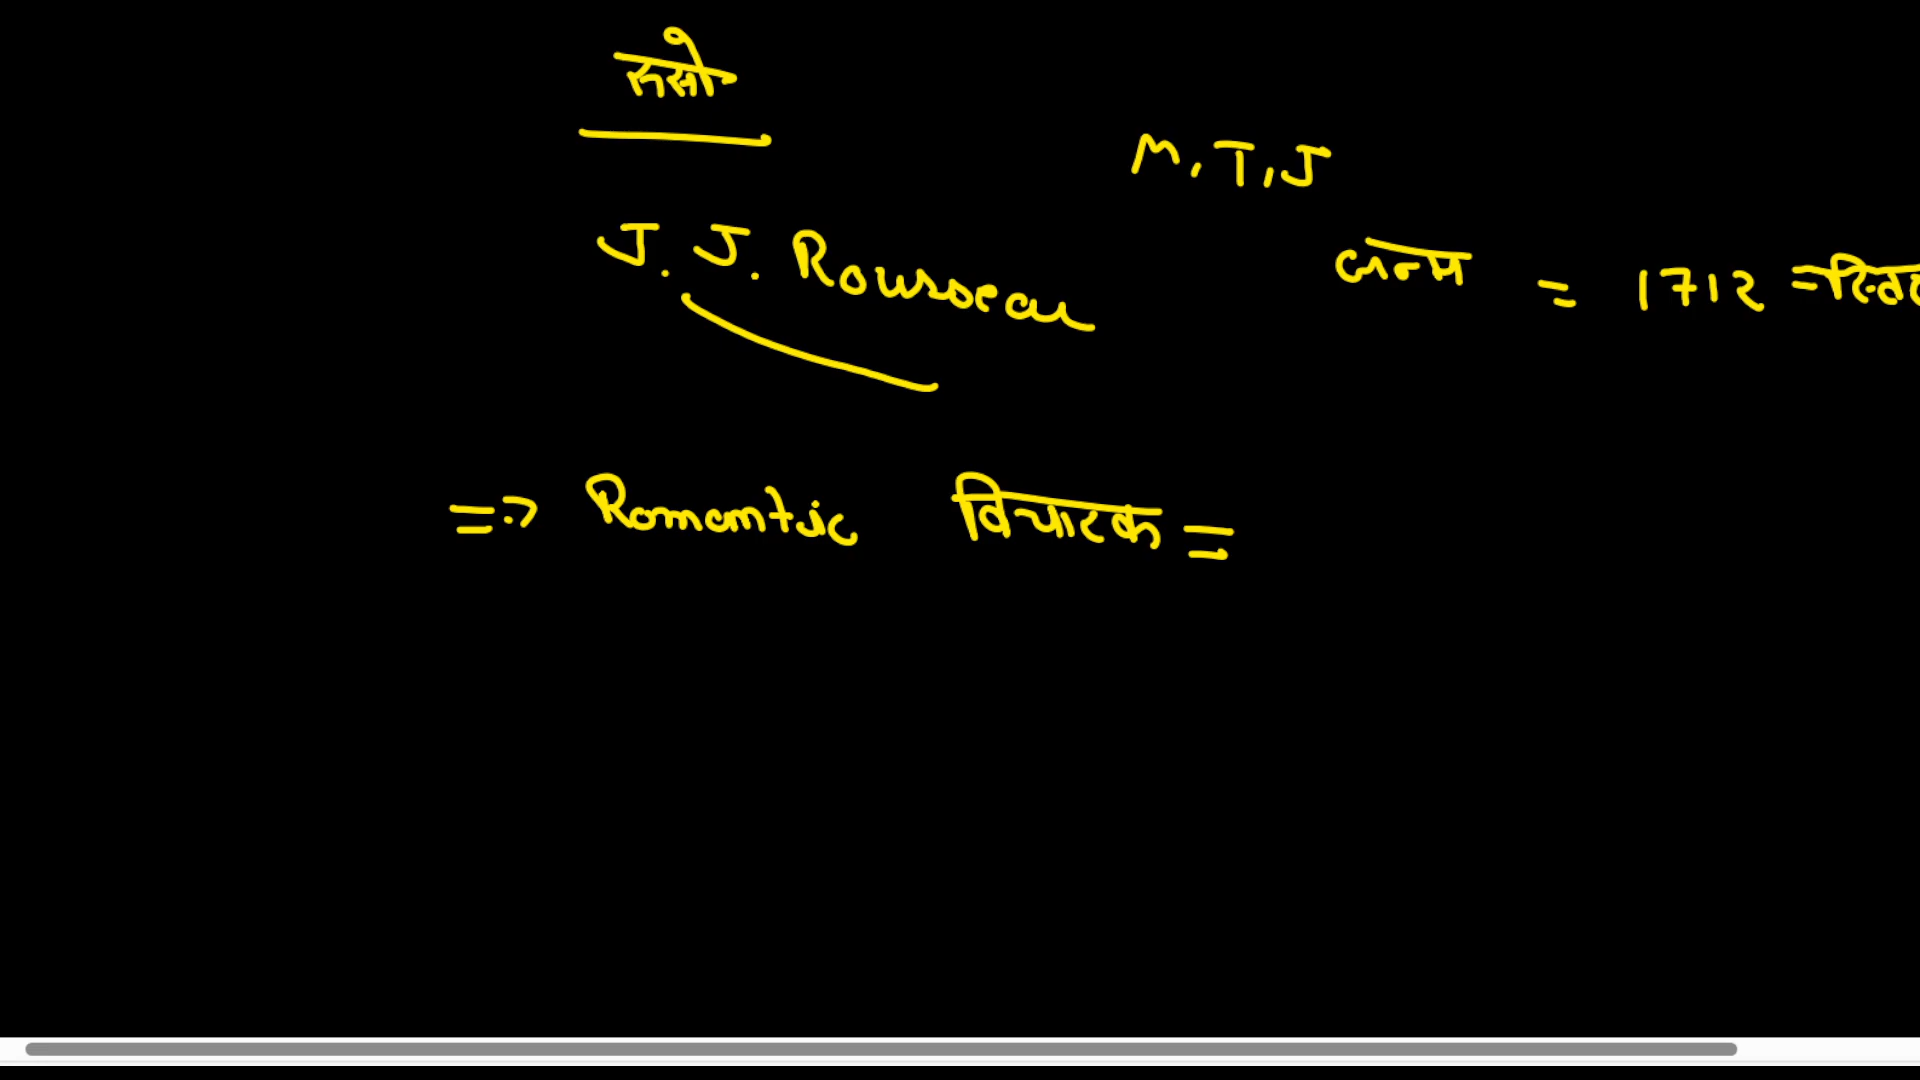 रुसो
M.T.J
J. J. Rousseau
जन्म = 1712 =
=> Romantic विचारक =